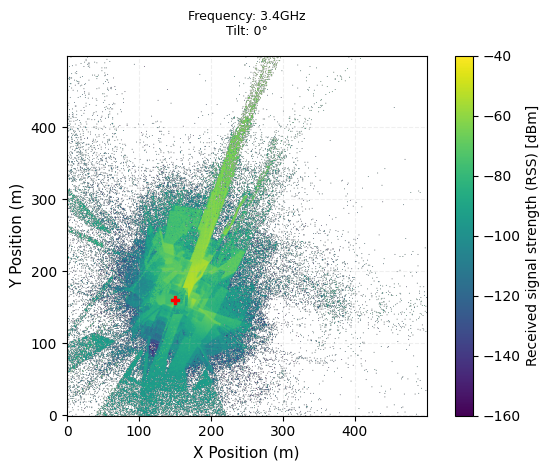 Frequency: 3.4GHz
Tilt: 0°
−40
−60
−80
−100
−120
−140
−160
Received signal strength (RSS) [dBm]
400
300
200
100
0
Y Position (m)
0 100 200 300 400
X Position (m)